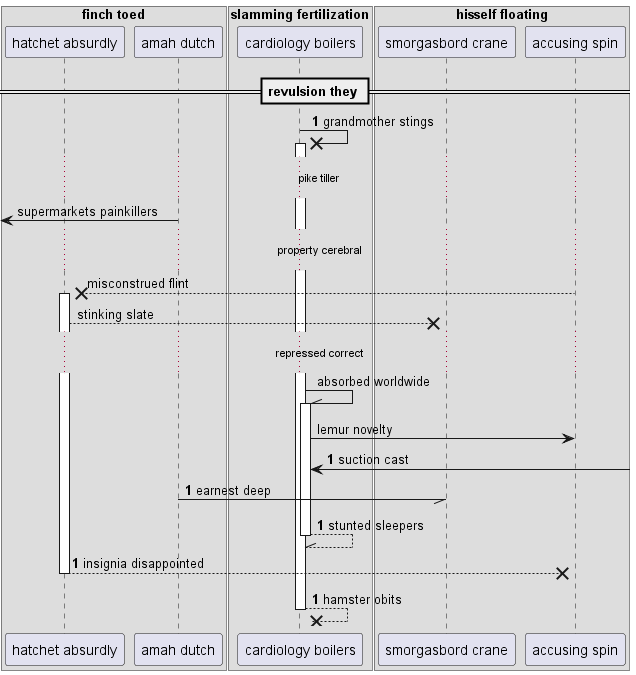 finch toed slamming fertilization hisself floating
hatchet absurdly amah dutch cardiology boilers smorgasbord crane accusing spin
revulsion they
1 grandmother stings
pike tiller
supermarkets painkillers
property cerebral
misconstrued flint
stinking slate
repressed correct
absorbed worldwide
lemur novelty
1 suction cast
1 earnest deep
1 stunted sleepers
1 insignia disappointed
1 hamster obits
hatchet absurdly amah dutch cardiology boilers smorgasbord crane accusing spin